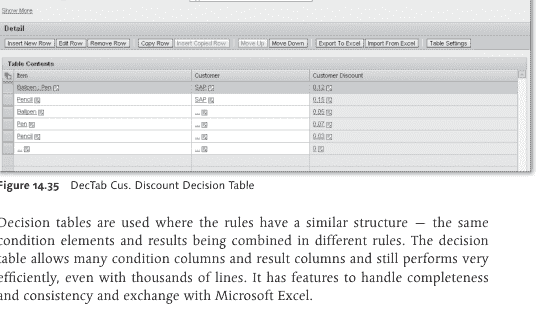 Show More
Detail
Insert New Row Edit Row Remove Row Copy Row Insert Copied Row Move Up Move Down Export To Excel Import From Excel Table Settings
Table Contents
Item Customer Customer Discount
Ballpen...Pen SAP 0.12
Pencil SAP 0.15
Ballpen ... 0.05
Pen ... 0.07
Pencil ... 0.03
... ... 0
Figure 14.35 DecTab Cus. Discount Decision Table
Decision tables are used where the rules have a similar structure — the same
condition elements and results being combined in different rules. The decision
table allows many condition columns and result columns and still performs very
efficiently, even with thousands of lines. It has features to handle completeness
and consistency and exchange with Microsoft Excel.